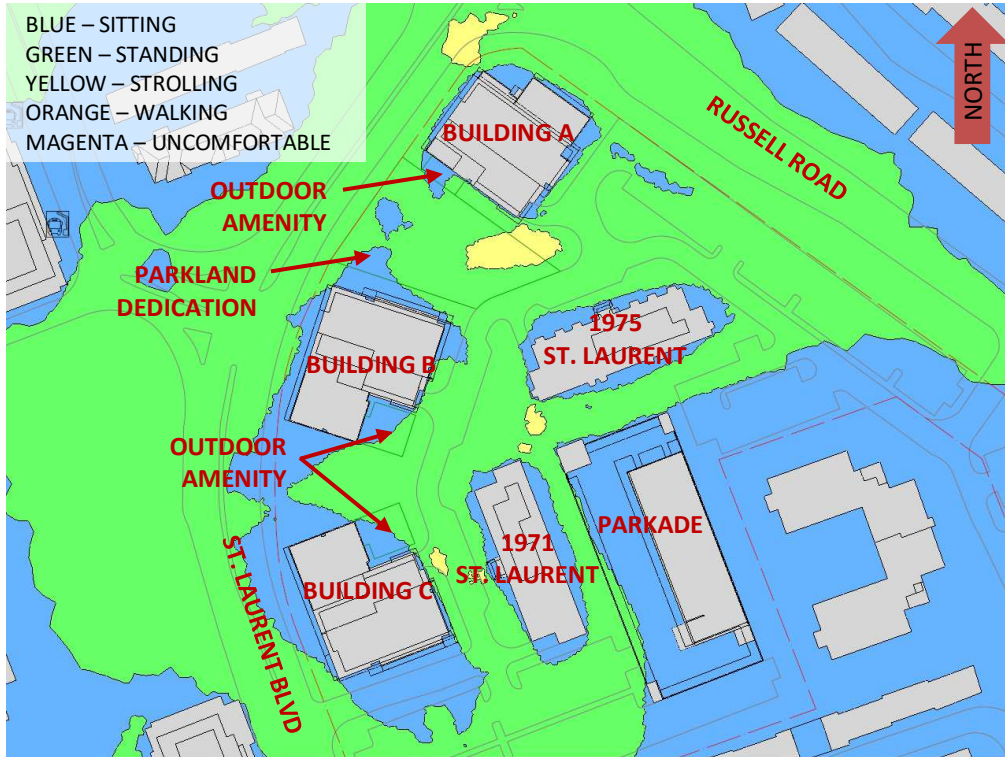 BLUE – SITTING
GREEN – STANDING
YELLOW – STROLLING
ORANGE – WALKING
MAGENTA – UNCOMFORTABLE
NORTH
RUSSELL ROAD
BUILDING A
OUTDOOR
AMENITY
PARKLAND
DEDICATION
1975
ST. LAURENT
BUILDING B
OUTDOOR
AMENITY
PARKADE
1971
ST. LAURENT
BUILDING C
ST. LAURENT BLVD